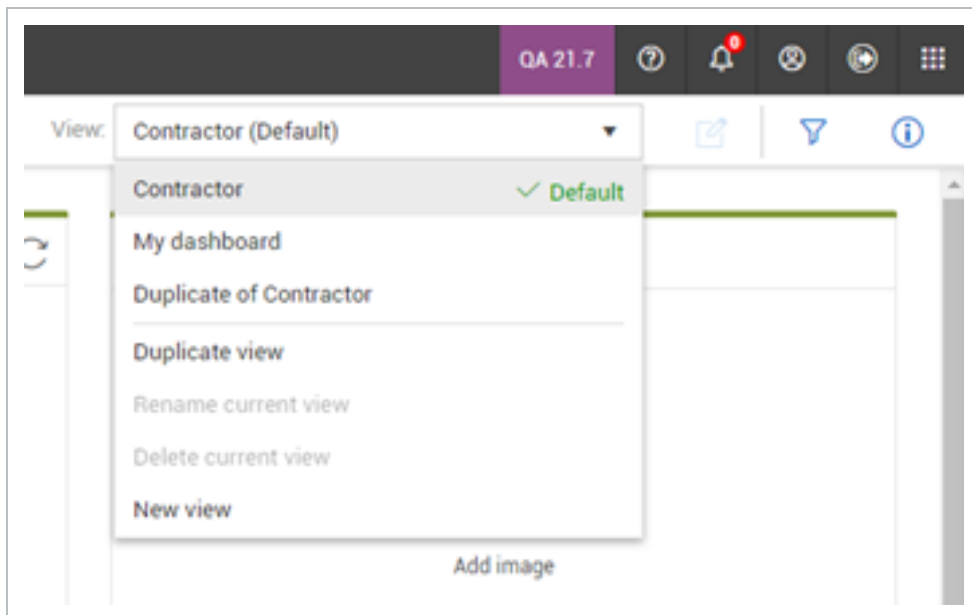 QA 21.7
0
View: Contractor (Default)
Contractor Default
My dashboard
Duplicate of Contractor
Duplicate view
Rename current view
Delete current view
New view
Add image